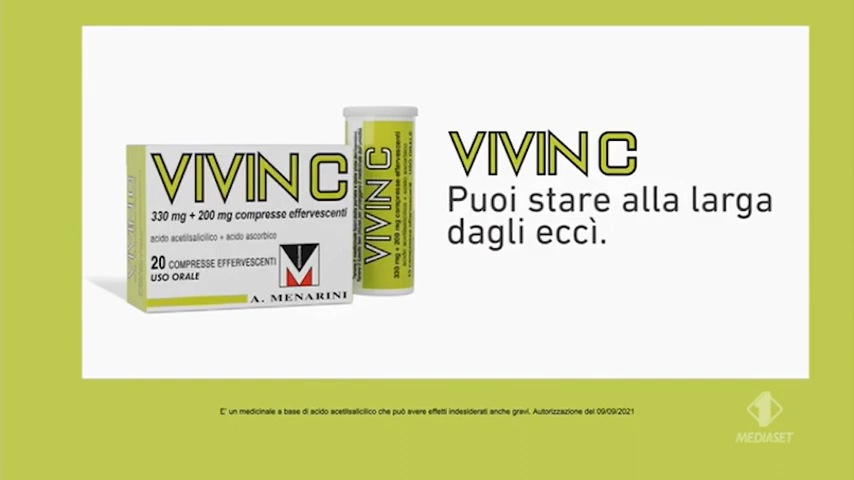 VIVIN C
330 mg + 200 mg compresse effervescenti
acido acetilsalicilico + acido ascorbico
20 COMPRESSE EFFERVESCENTI
USO ORALE
A. MENARINI
VIVIN C
VIVIN C
330 mg + 200 mg compresse effervescenti
VIVIN C
Puoi stare alla larga
dagli eccì.
E' un medicinale a base di acido acetilsalicilico che può avere effetti indesiderati anche gravi. Autorizzazione del 09/09/2021
1
MEDIASET